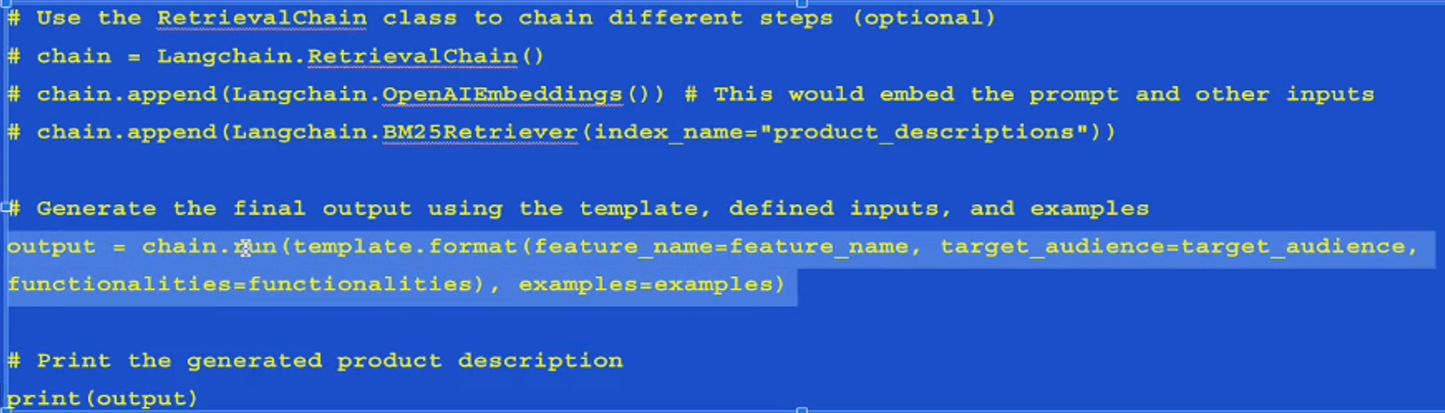 # Use the RetrievalChain class to chain different steps (optional)
# chain = Langchain.RetrievalChain()
# chain.append(Langchain.OpenAIEmbeddings()) # This would embed the prompt and other inputs
# chain.append(Langchain.BM25Retriever(index_name="product_descriptions"))
# Generate the final output using the template, defined inputs, and examples
output = chain.run(template.format(feature_name=feature_name, target_audience=target_audience,
functionalities=functionalities), examples=examples)
# Print the generated product description
print(output)